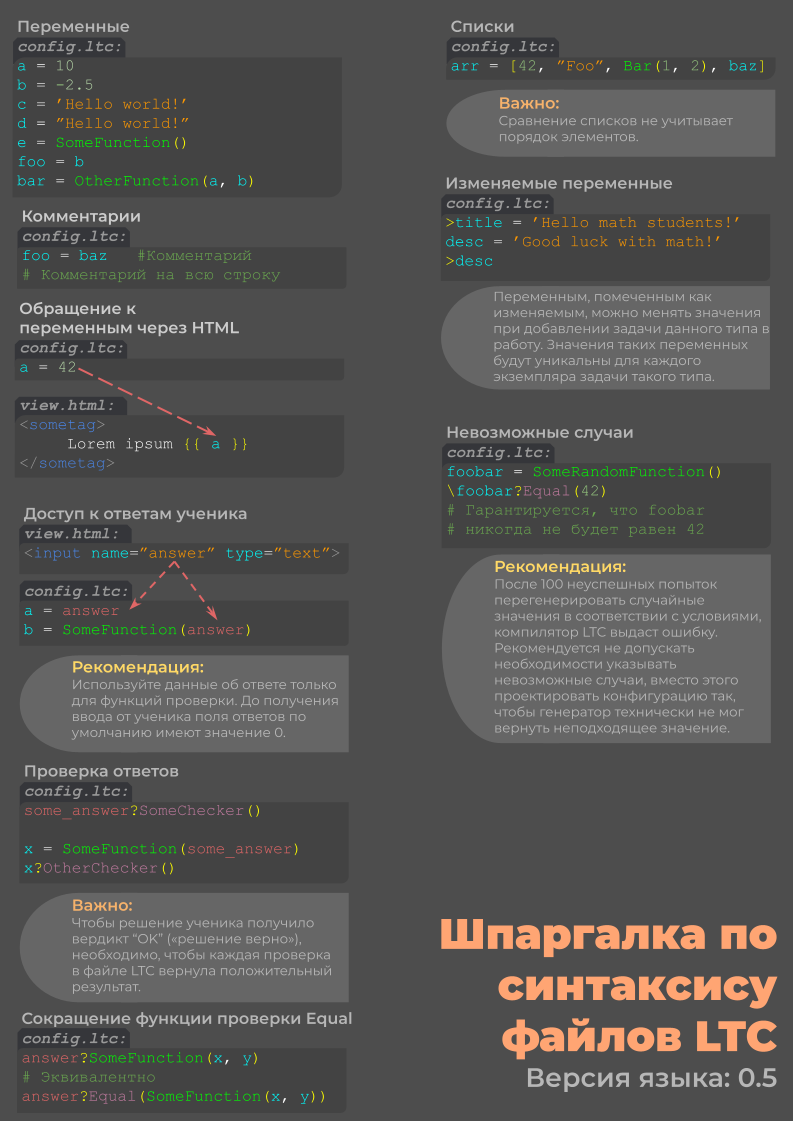 Переменные
config.ltc:
a = 10
b = -2.5
c = ’Hello world!’
d = ”Hello world!”
e = SomeFunction()
foo = b
bar = OtherFunction(a, b)
Комментарии
config.ltc:
foo = baz   #Комментарий
# Комментарий на всю строку
Обращение к
переменным через HTML
config.ltc:
a = 42
view.html:
<sometag>
Lorem ipsum {{ a }}
</sometag>
Доступ к ответам ученика
view.html:
<input name=”answer” type=”text”>
config.ltc:
a = answer
b = SomeFunction(answer)
Рекомендация:
Используйте данные об ответе только
для функций проверки. До получения
ввода от ученика поля ответов по
умолчанию имеют значение 0.
Проверка ответов
config.ltc:
some_answer?SomeChecker()
x = SomeFunction(some_answer)
x?OtherChecker()
Важно:
Чтобы решение ученика получило
вердикт “OK” («решение верно»),
необходимо, чтобы каждая проверка
в файле LTC вернула положительный
результат.
Сокращение функции проверки Equal
config.ltc:
answer?SomeFunction(x, y)
# Эквивалентно
answer?Equal(SomeFunction(x, y))
Списки
config.ltc:
arr = [42, ”Foo”, Bar(1, 2), baz]
Важно:
Сравнение списков не учитывает
порядок элементов.
Изменяемые переменные
config.ltc:
>title = ’Hello math students!’
desc = ’Good luck with math!’
>desc
Переменным, помеченным как
изменяемым, можно менять значения
при добавлении задачи данного типа в
работу. Значения таких переменных
будут уникальны для каждого
экземпляра задачи такого типа.
Невозможные случаи
config.ltc:
foobar = SomeRandomFunction()
\foobar?Equal(42)
# Гарантируется, что foobar
# никогда не будет равен 42
Рекомендация:
После 100 неуспешных попыток
перегенерировать случайные
значения в соответствии с условиями,
компилятор LTC выдаст ошибку.
Рекомендуется не допускать
необходимости указывать
невозможные случаи, вместо этого
проектировать конфигурацию так,
чтобы генератор технически не мог
вернуть неподходящее значение.
Шпаргалка по
синтаксису
файлов LTC
Версия языка: 0.5